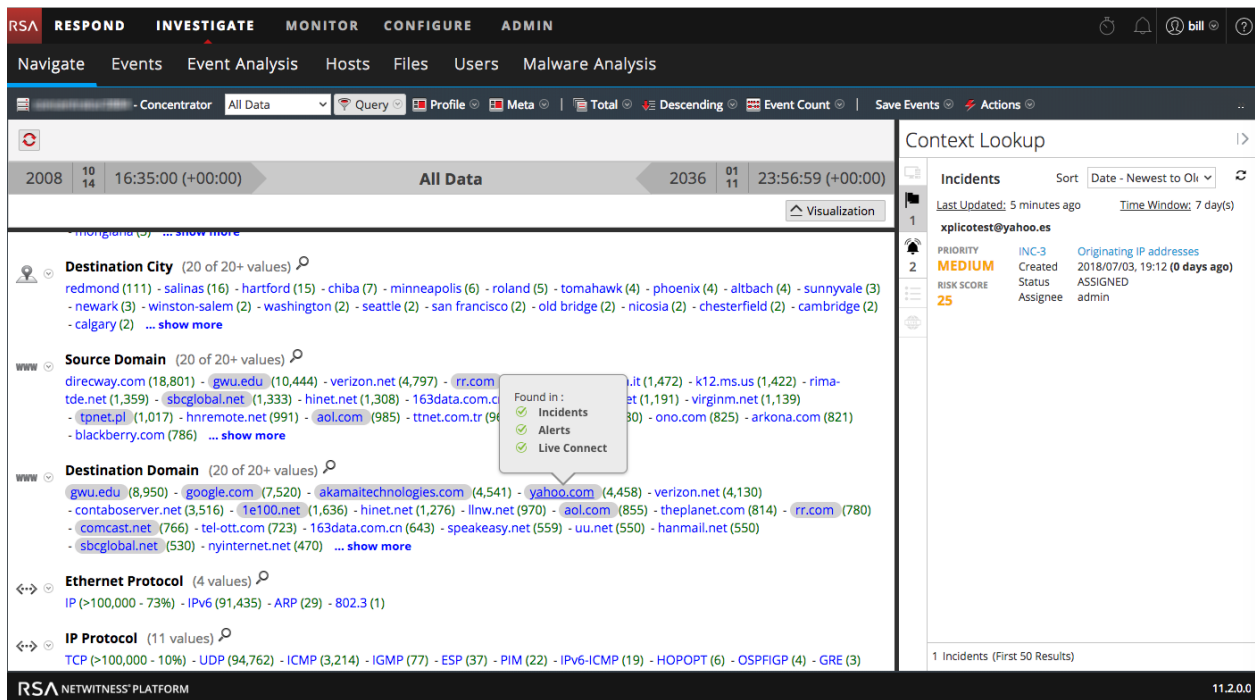 RSA RESPOND INVESTIGATE MONITOR CONFIGURE ADMIN bill
Navigate Events Event Analysis Hosts Files Users Malware Analysis
- Concentrator All Data Query Profile Meta | Total Descending Event Count | Save Events Actions ..
2008 10 14 16:35:00 (+00:00) All Data 2036 01 11 23:56:59 (+00:00)
Visualization
... show more
Destination City (20 of 20+ values)
redmond (111) - salinas (16) - hartford (15) - chiba (7) - minneapolis (6) - roland (5) - tomahawk (4) - phoenix (4) - altbach (4) - sunnyvale (3)
- newark (3) - winston-salem (2) - washington (2) - seattle (2) - san francisco (2) - old bridge (2) - nicosia (2) - chesterfield (2) - cambridge (2)
- calgary (2) ... show more
www Source Domain (20 of 20+ values)
direcway.com (18,801) - gwu.edu (10,444) - verizon.net (4,797) - rr.com .it (1,472) - k12.ms.us (1,422) - rima-
tde.net (1,359) - sbcglobal.net (1,333) - hinet.net (1,308) - 163data.com.c et (1,191) - virginm.net (1,139)
- tpnet.pl (1,017) - hnremote.net (991) - aol.com (985) - ttnet.com.tr (9 30) - ono.com (825) - arkona.com (821)
- blackberry.com (786) ... show more
Found in :
Incidents
Alerts
Live Connect
www Destination Domain (20 of 20+ values)
gwu.edu (8,950) - google.com (7,520) - akamaitechnologies.com (4,541) - yahoo.com (4,458) - verizon.net (4,130)
- contaboserver.net (3,516) - 1e100.net (1,636) - hinet.net (1,276) - llnw.net (970) - aol.com (855) - theplanet.com (814) - rr.com (780)
- comcast.net (766) - tel-ott.com (723) - 163data.com.cn (643) - speakeasy.net (559) - uu.net (550) - hanmail.net (550)
- sbcglobal.net (530) - nyinternet.net (470) ... show more
Ethernet Protocol (4 values)
IP (>100,000 - 73%) - IPv6 (91,435) - ARP (29) - 802.3 (1)
IP Protocol (11 values)
TCP (>100,000 - 10%) - UDP (94,762) - ICMP (3,214) - IGMP (77) - ESP (37) - PIM (22) - IPv6-ICMP (19) - HOPOPT (6) - OSPFIGP (4) - GRE (3)
Context Lookup
1
2
Incidents Sort Date - Newest to Ol
Last Updated: 5 minutes ago Time Window: 7 day(s)
xplicotest@yahoo.es
PRIORITY INC-3 Originating IP addresses
MEDIUM Created 2018/07/03, 19:12 (0 days ago)
RISK SCORE Status ASSIGNED
25 Assignee admin
1 Incidents (First 50 Results)
RSA NETWITNESS® PLATFORM 11.2.0.0